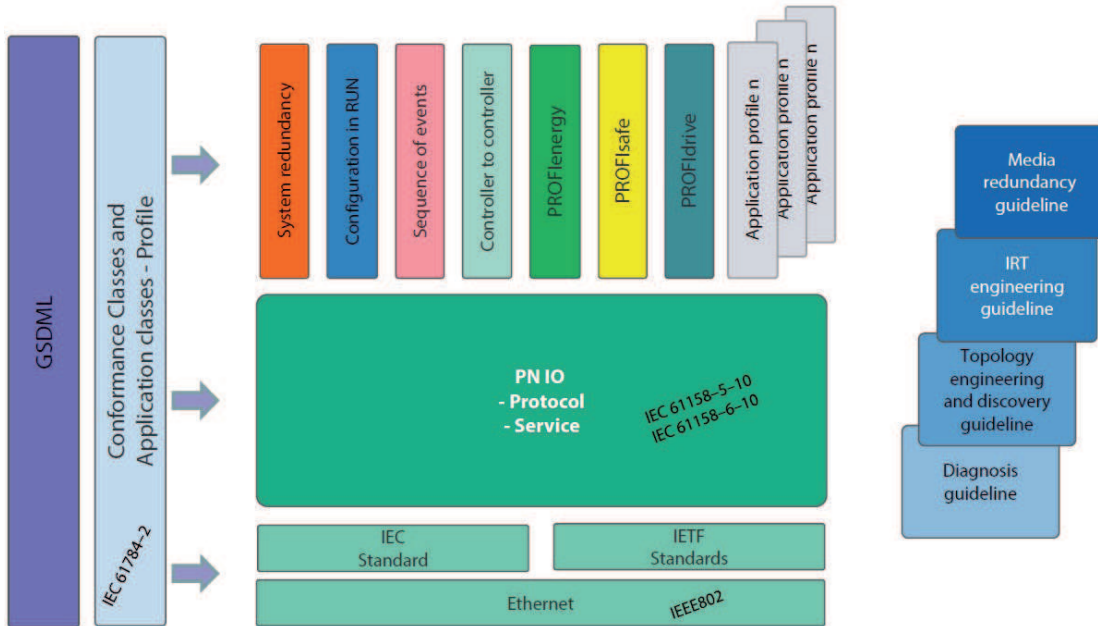 GSDML
Conformance Classes and
Application classes - Profile
IEC 61784–2
System redundancy
Configuration in RUN
Sequence of events
Controller to controller
PROFIenergy
PROFIsafe
PROFIdrive
Application profile n
Application profile n
Application profile n
PN IO
- Protocol
- Service
IEC 61158–5–10
IEC 61158–6–10
IEC
Standard
IETF
Standards
Ethernet
IEEE802
Media
redundancy
guideline
IRT
engineering
guideline
Topology
engineering
and discovery
guideline
Diagnosis
guideline